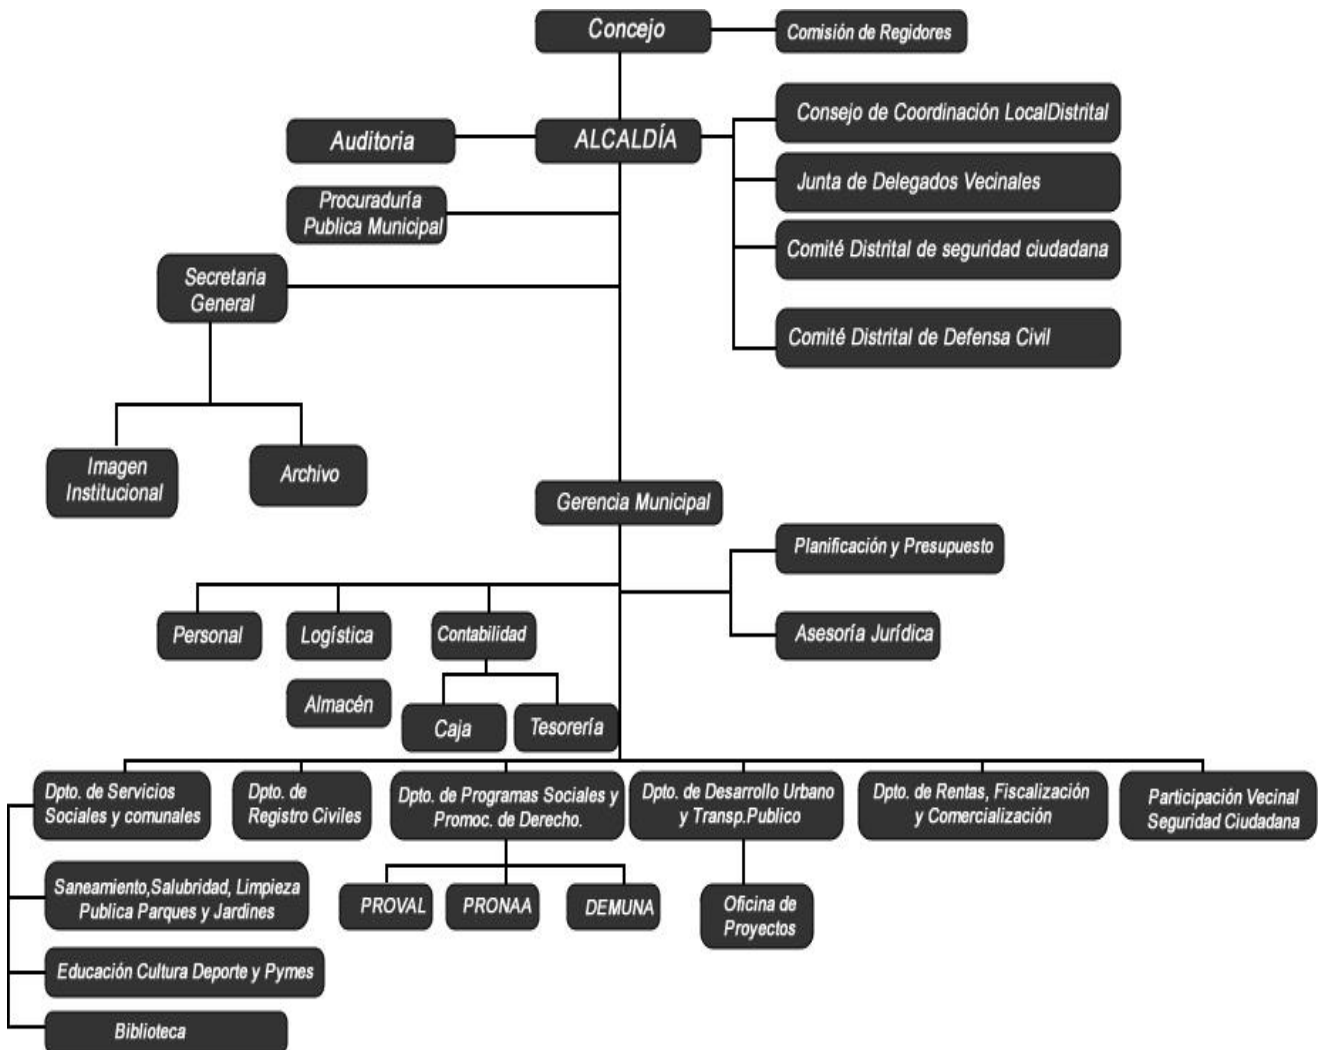 Concejo
Comisión de Regidores
Auditoria
ALCALDÍA
Consejo de Coordinación LocalDistrital
Procuraduría
Publica Municipal
Junta de Delegados Vecinales
Comité Distrital de seguridad ciudadana
Secretaria
General
Comité Distrital de Defensa Civil
Imagen
Institucional
Archivo
Gerencia Municipal
Planificación y Presupuesto
Personal
Logística
Contabilidad
Asesoría Jurídica
Almacén
Caja
Tesorería
Dpto. de Servicios
Sociales y comunales
Dpto. de
Registro Civiles
Dpto. de Programas Sociales y
Promoc. de Derecho.
Dpto. de Desarrollo Urbano
y Transp.Publico
Dpto. de Rentas, Fiscalización
y Comercialización
Participación Vecinal
Seguridad Ciudadana
Saneamiento,Salubridad, Limpieza
Publica Parques y Jardines
PROVAL
PRONAA
DEMUNA
Oficina de
Proyectos
Educación Cultura Deporte y Pymes
Biblioteca